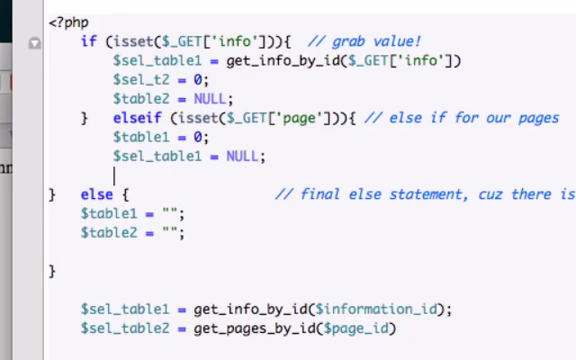 <?php
if (isset($_GET['info'])){ // grab value!
$sel_table1 = get_info_by_id($_GET['info'])
$sel_t2 = 0;
$table2 = NULL;
} elseif (isset($_GET['page'])){ // else if for our pages
$table1 = 0;
$sel_table1 = NULL;
} else { // final else statement, cuz there is
$table1 = "";
$table2 = "";
}
$sel_table1 = get_info_by_id($information_id);
$sel_table2 = get_pages_by_id($page_id)